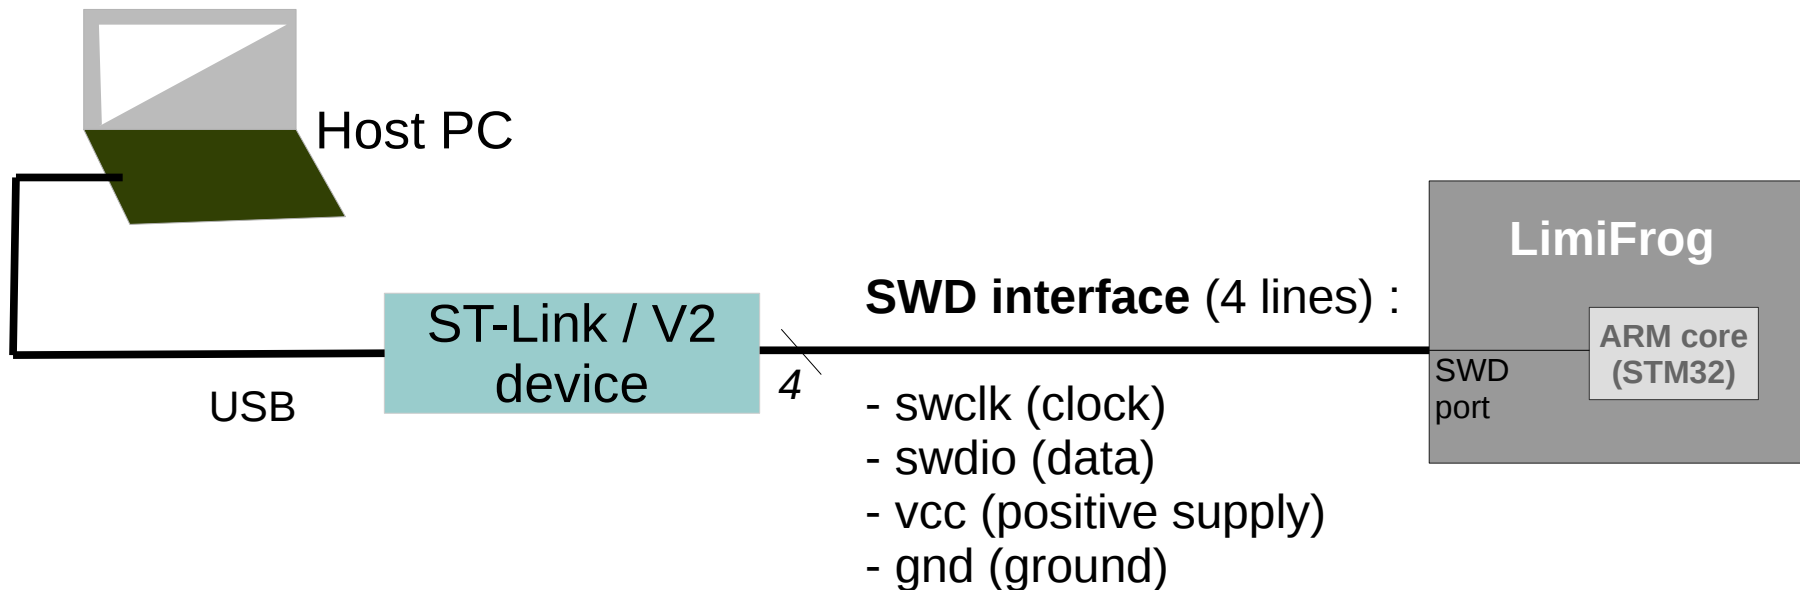 Host PC
LimiFrog
SWD interface (4 lines) :
ST-Link / V2
device
USB
4
ARM core
(STM32)
SWD
port
- swclk (clock)
- swdio (data)
- vcc (positive supply)
- gnd (ground)